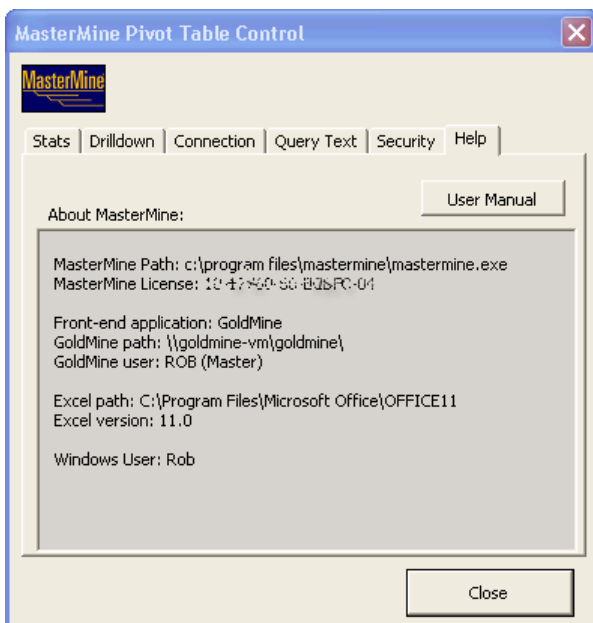 MasterMine Pivot Table Control
MasterMine
Stats Drilldown Connection Query Text Security Help
User Manual
About MasterMine:
MasterMine Path: c:\program files\mastermine\mastermine.exe
MasterMine License:
Front-end application: GoldMine
GoldMine path: \\goldmine-vm\goldmine\
GoldMine user: ROB (Master)
Excel path: C:\Program Files\Microsoft Office\OFFICE11
Excel version: 11.0
Windows User: Rob
Close